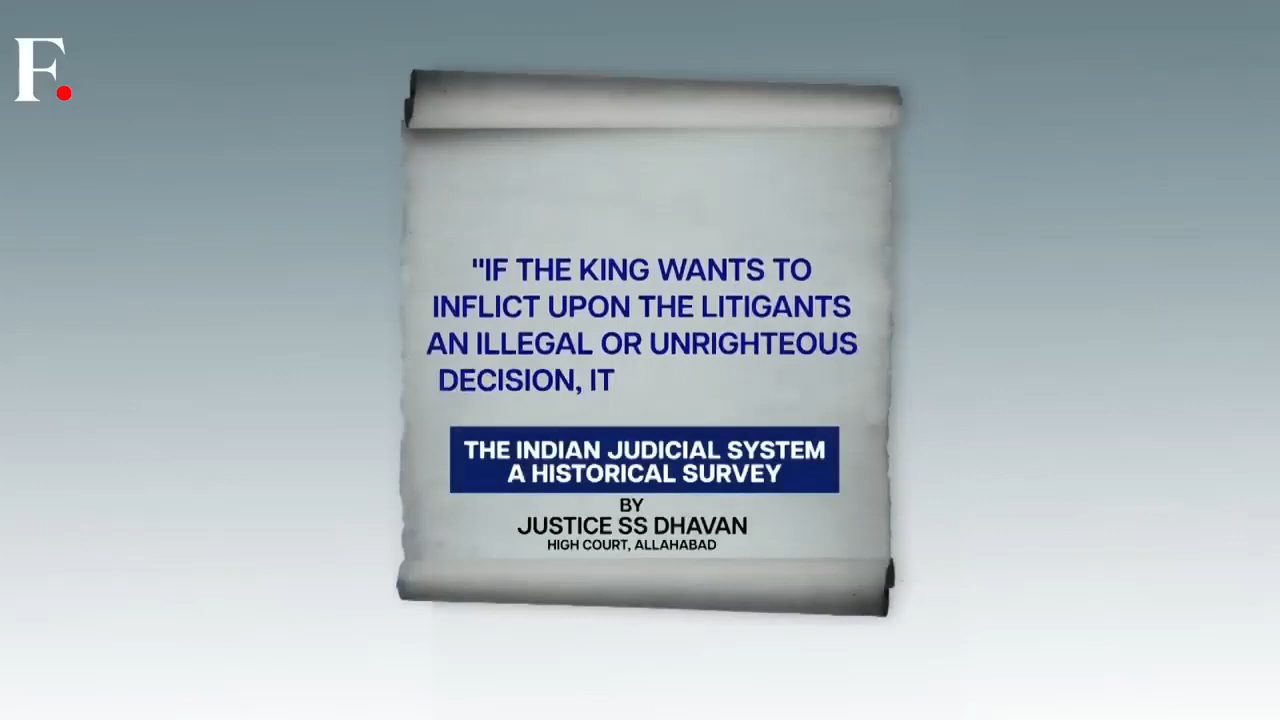 F.
"IF THE KING WANTS TO
INFLICT UPON THE LITIGANTS
AN ILLEGAL OR UNRIGHTEOUS
DECISION, IT
THE INDIAN JUDICIAL SYSTEM
A HISTORICAL SURVEY
BY
JUSTICE SS DHAVAN
HIGH COURT, ALLAHABAD